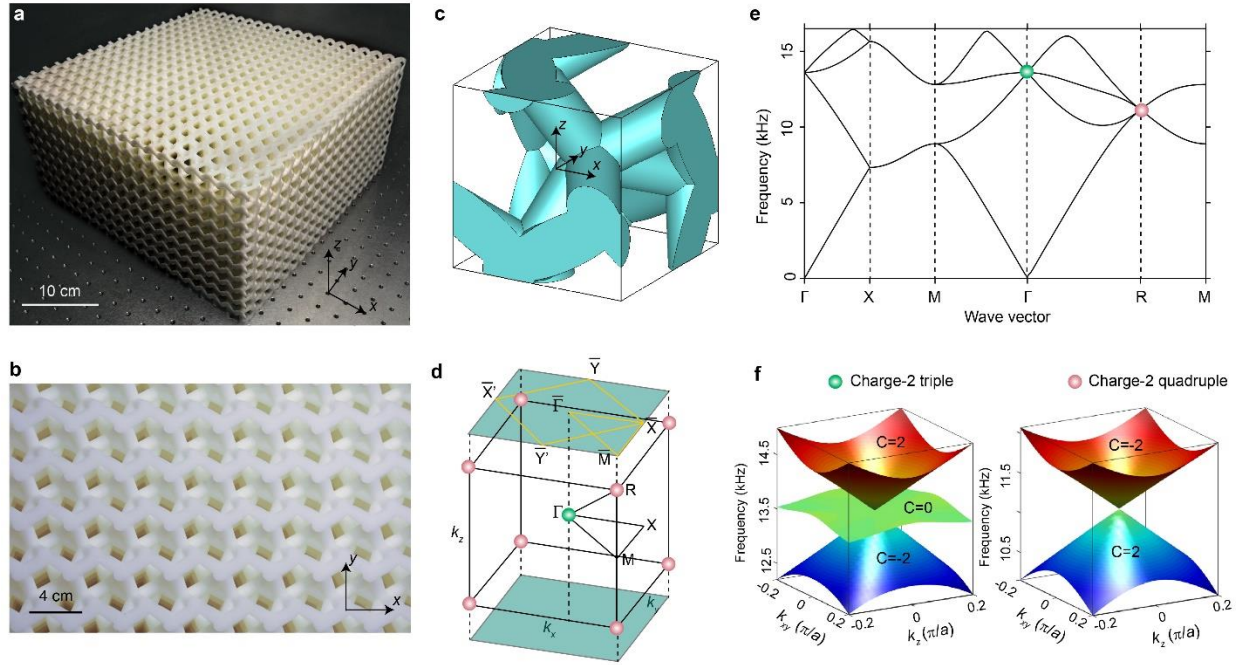 a
10 cm
z
y
x
b
4 cm
y
x
c
z
y
x
d
Y̅
X̅’
Γ̅
X̅
Y̅’
M̅
R
Γ
X
M
k_z
k_x
k
e
Frequency (kHz)
15
10
5
0
Γ X M Γ R M
Wave vector
f
Charge-2 triple
Charge-2 quadruple
Frequency (kHz)
14.5
13.5
12.5
C=2
C=0
C=-2
-0.2
0
0.2
k_xy (π/a)
-0.2
0
0.2
k_z (π/a)
Frequency (kHz)
11.5
10.5
C=-2
C=2
-0.2
0
0.2
k_xy (π/a)
-0.2
0
0.2
k_z (π/a)